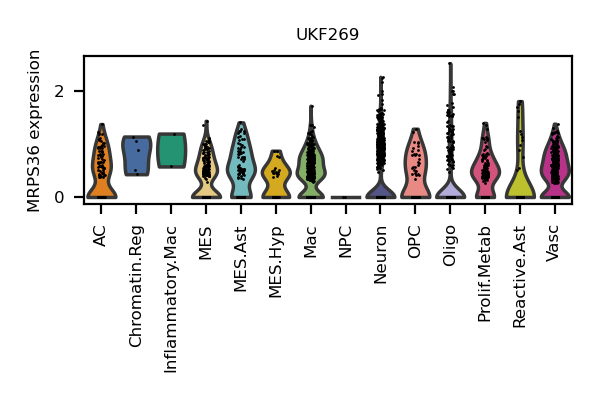 UKF269
MRPS36 expression
2
0
AC
Chromatin.Reg
Inflammatory.Mac
MES
MES.Ast
MES.Hyp
Mac
NPC
Neuron
OPC
Oligo
Prolif.Metab
Reactive.Ast
Vasc